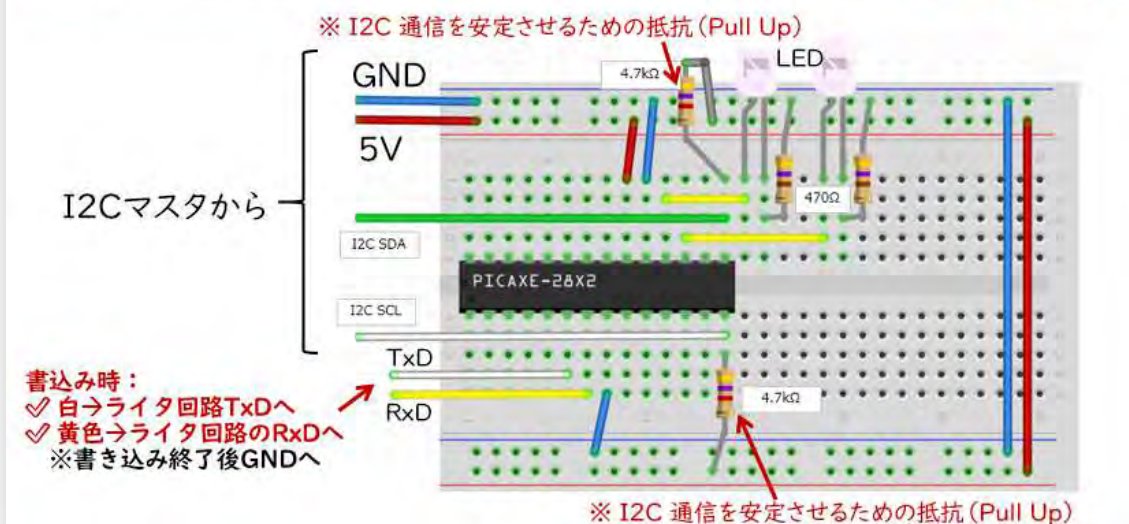 ※ I2C 通信を安定させるための抵抗(Pull Up)
GND
4.7kΩ
LED
5V
I2Cマスタから
470Ω
I2C SDA
PICAXE-28X2
I2C SCL
TxD
書込み時：
✓ 白→ライタ回路TxDへ
RxD
✓ 黄色→ライタ回路のRxDへ
※書き込み終了後GNDへ
4.7kΩ
※ I2C 通信を安定させるための抵抗(Pull Up)